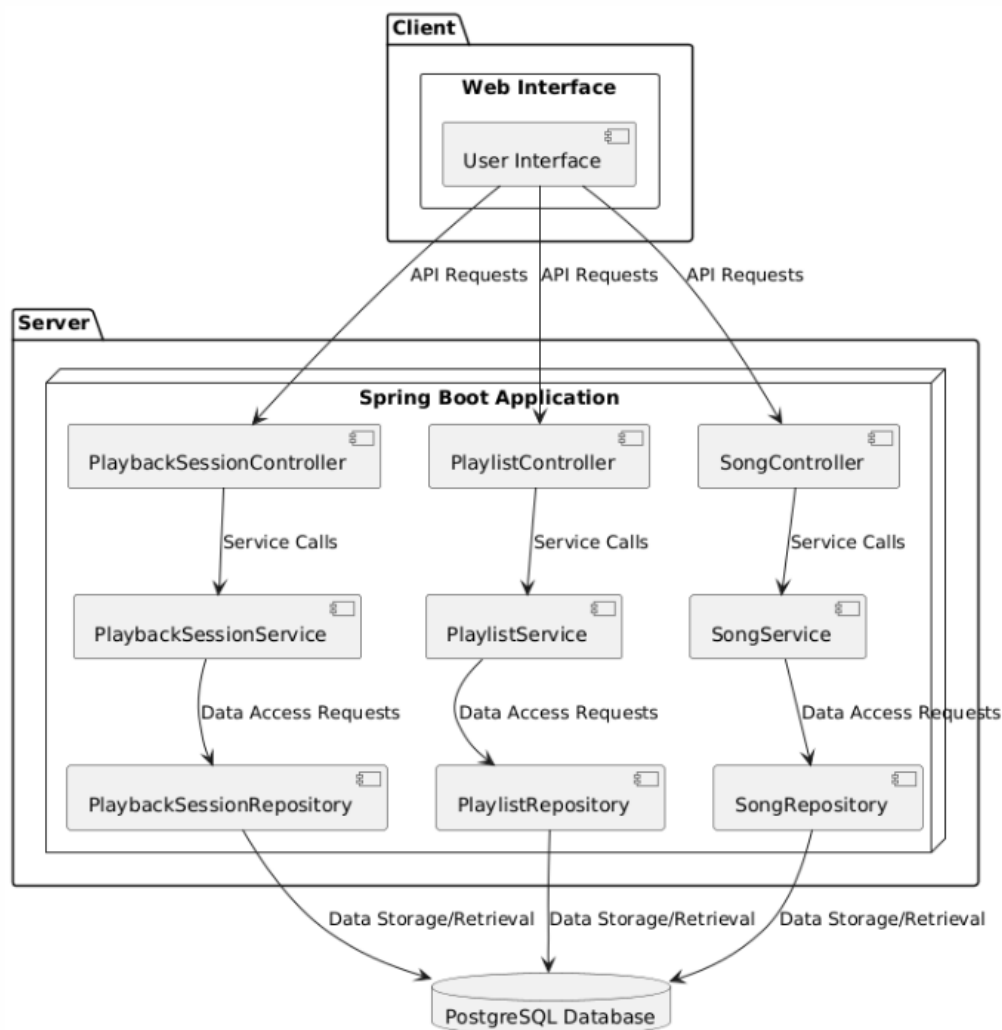 Client
Web Interface
User Interface
API Requests
API Requests
API Requests
Server
Spring Boot Application
PlaybackSessionController
PlaylistController
SongController
Service Calls
Service Calls
Service Calls
PlaybackSessionService
PlaylistService
SongService
Data Access Requests
Data Access Requests
Data Access Requests
PlaybackSessionRepository
PlaylistRepository
SongRepository
Data Storage/Retrieval
Data Storage/Retrieval
Data Storage/Retrieval
PostgreSQL Database